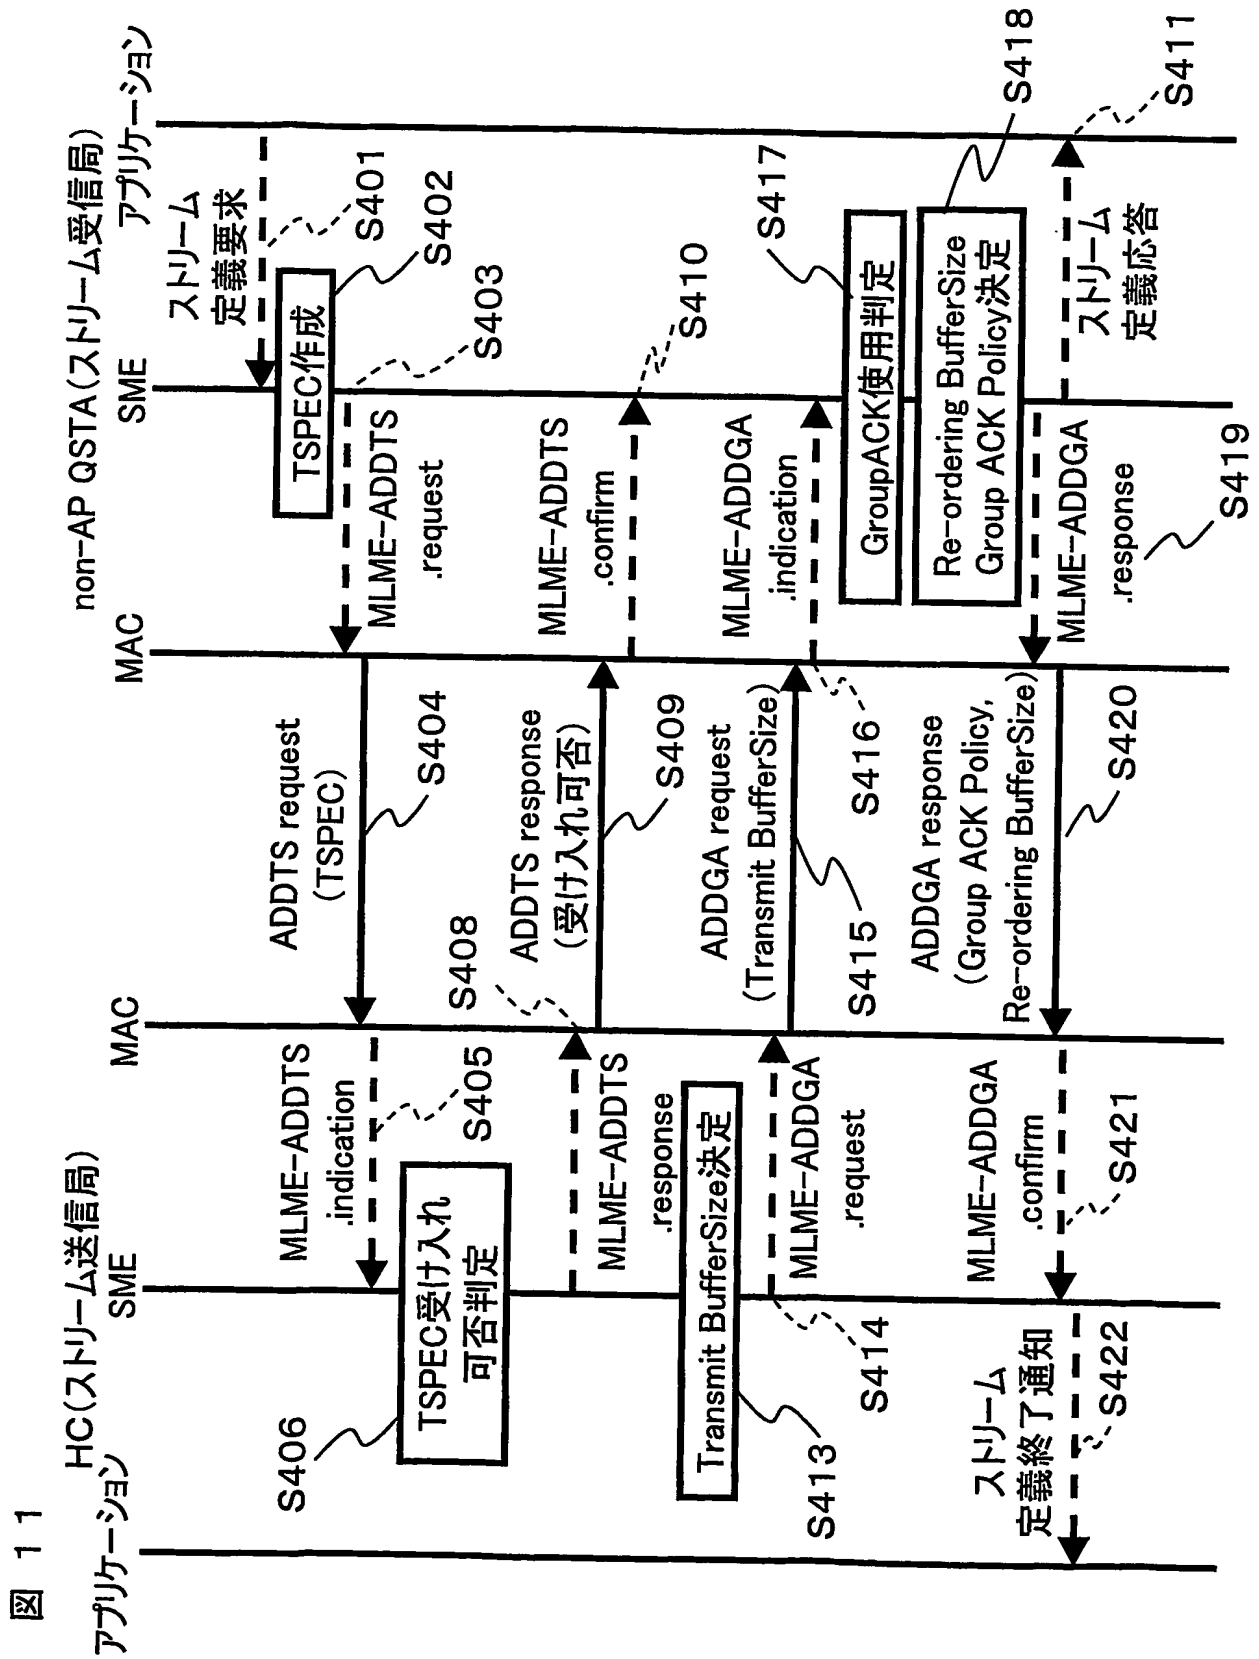 図 11
HC(ストリーム送信局)
non-AP QSTA(ストリーム受信局)
アプリケーション
SME
MAC
MAC
SME
アプリケーション
ストリーム
定義要求
S401
TSPEC作成
S402
S403
MLME-ADDTS
.request
ADDTS request
(TSPEC)
S404
MLME-ADDTS
.indication
S405
TSPEC受け入れ
可否判定
S406
MLME-ADDTS
.response
S408
ADDTS response
(受け入れ可否)
S409
MLME-ADDTS
.confirm
S410
Transmit BufferSize決定
S413
MLME-ADDGA
.request
S414
ADDGA request
(Transmit BufferSize)
S415
MLME-ADDGA
.indication
S416
GroupACK使用判定
S417
Re-ordering BufferSize
Group ACK Policy決定
S418
MLME-ADDGA
.response
S419
ストリーム
定義応答
S411
ADDGA response
(Group ACK Policy,
Re-ordering BufferSize)
S420
MLME-ADDGA
.confirm
S421
ストリーム
定義終了通知
S422